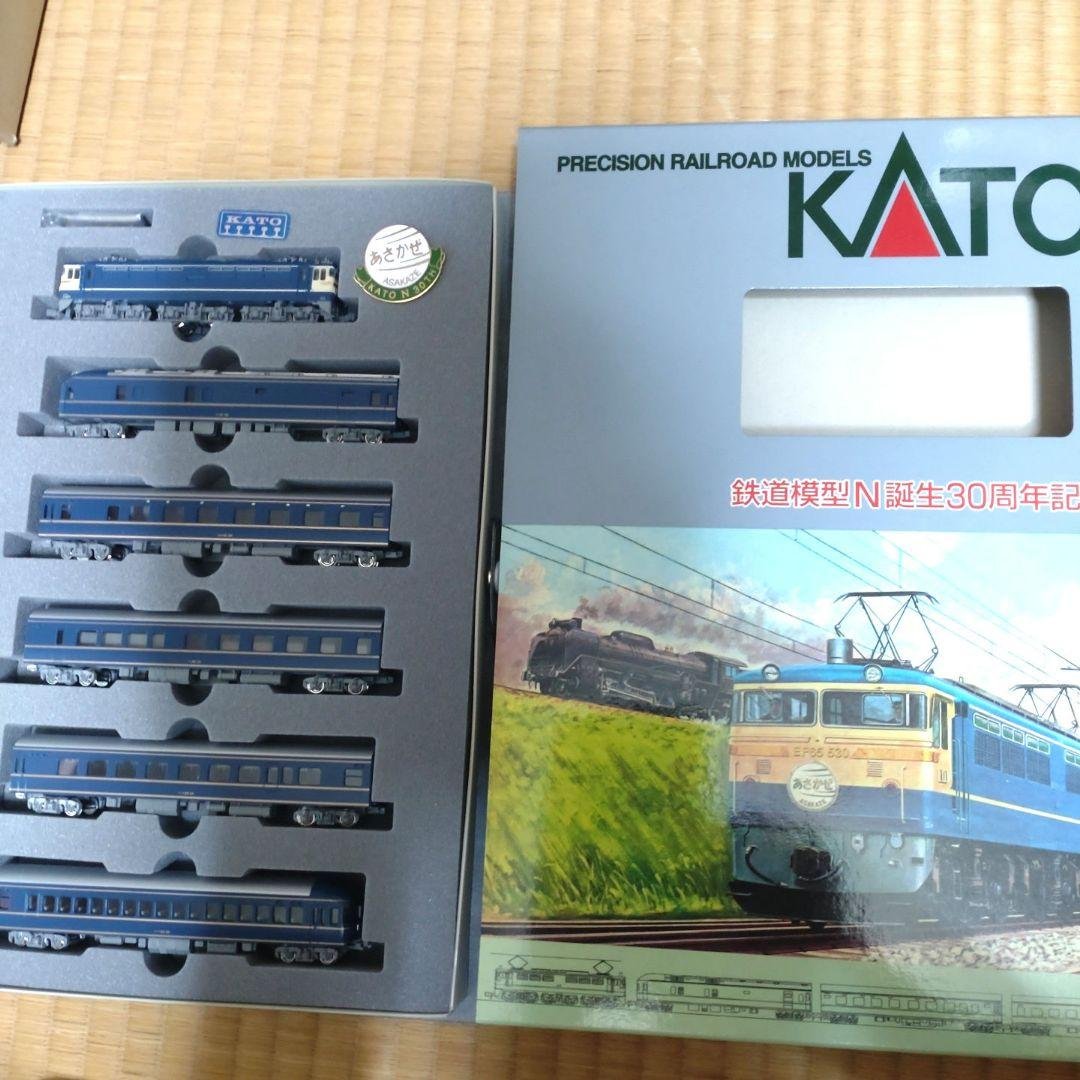 KATO
あさかぜ
ASAKAZE
KATO N 30TH
PRECISION RAILROAD MODELS
KATO
鉄道模型N誕生30周年記
EF65 530
あさかぜ
ASAKAZE